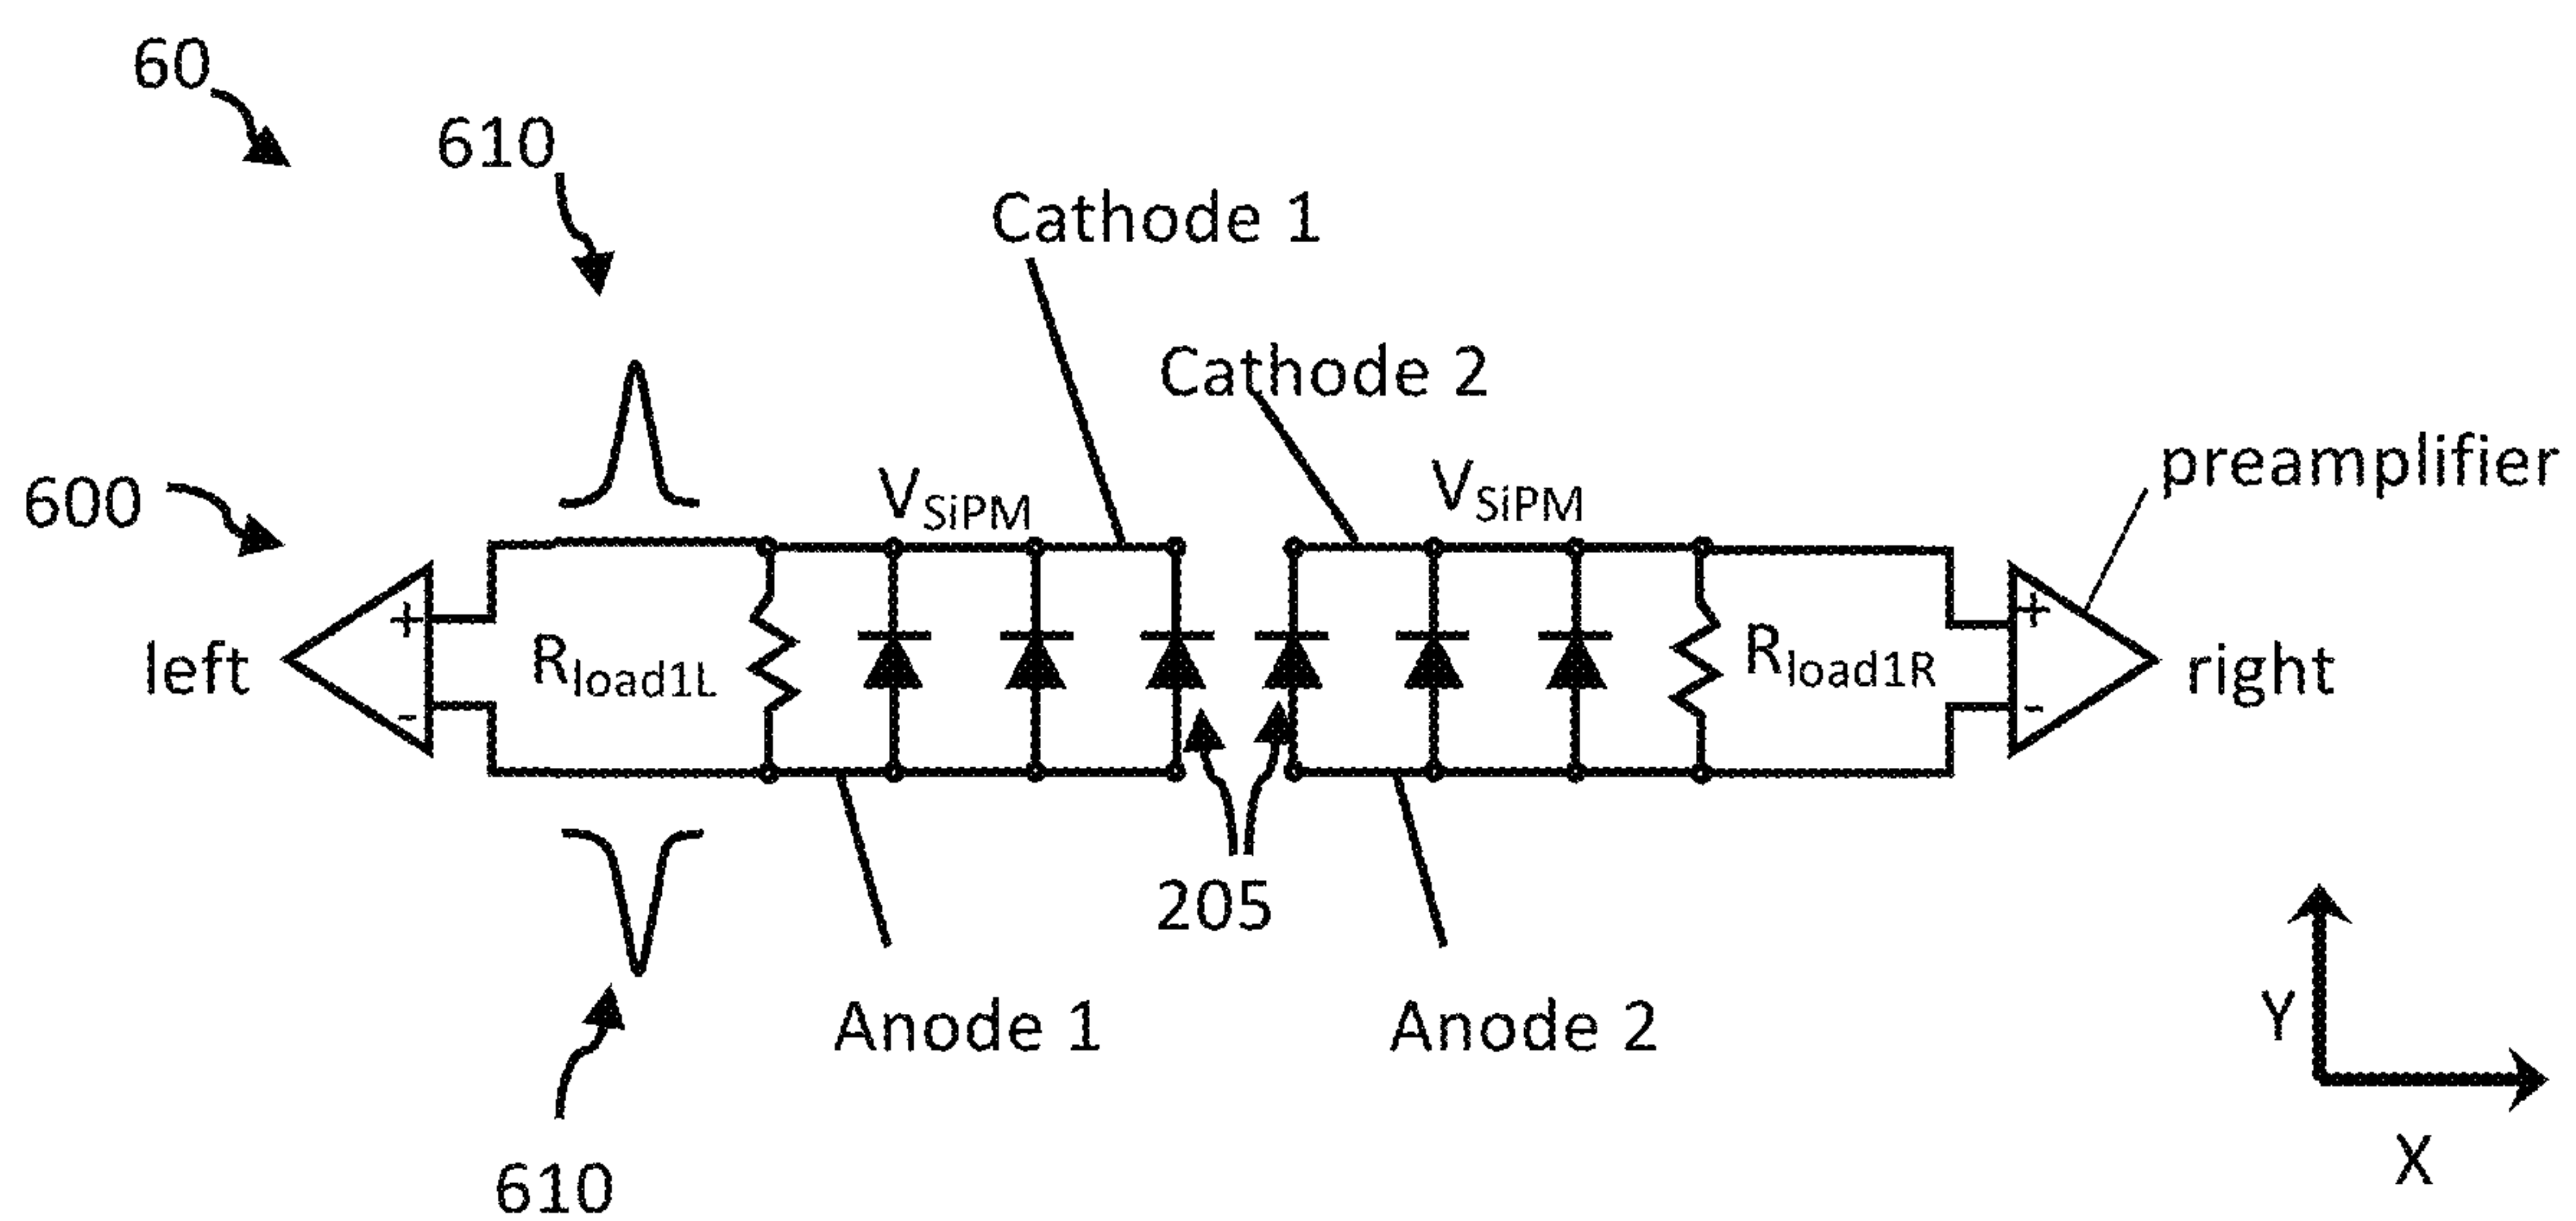 60
610
Cathode 1
Cathode 2
preamplifier
600
VSiPM
VSiPM
+
+
left
Rload1L
Rload1R
right
-
-
205
Anode 1
Anode 2
Y
X
610